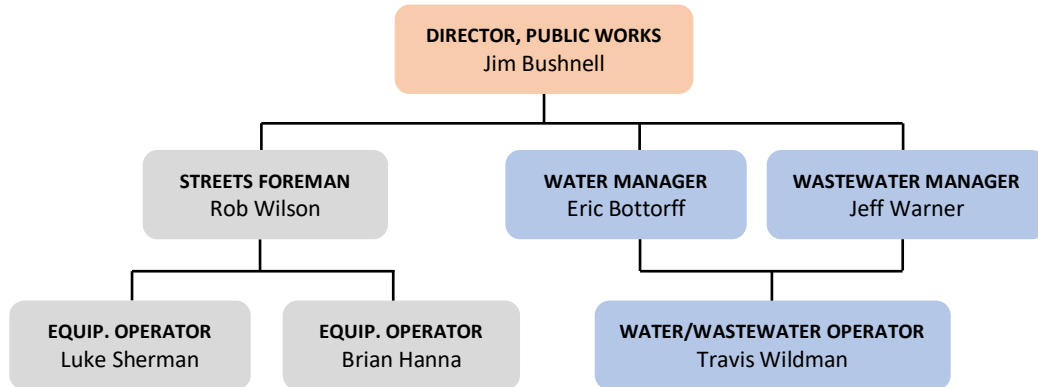 DIRECTOR, PUBLIC WORKS
Jim Bushnell
STREETS FOREMAN
Rob Wilson
WATER MANAGER
Eric Bottorff
WASTEWATER MANAGER
Jeff Warner
EQUIP. OPERATOR
Luke Sherman
EQUIP. OPERATOR
Brian Hanna
WATER/WASTEWATER OPERATOR
Travis Wildman